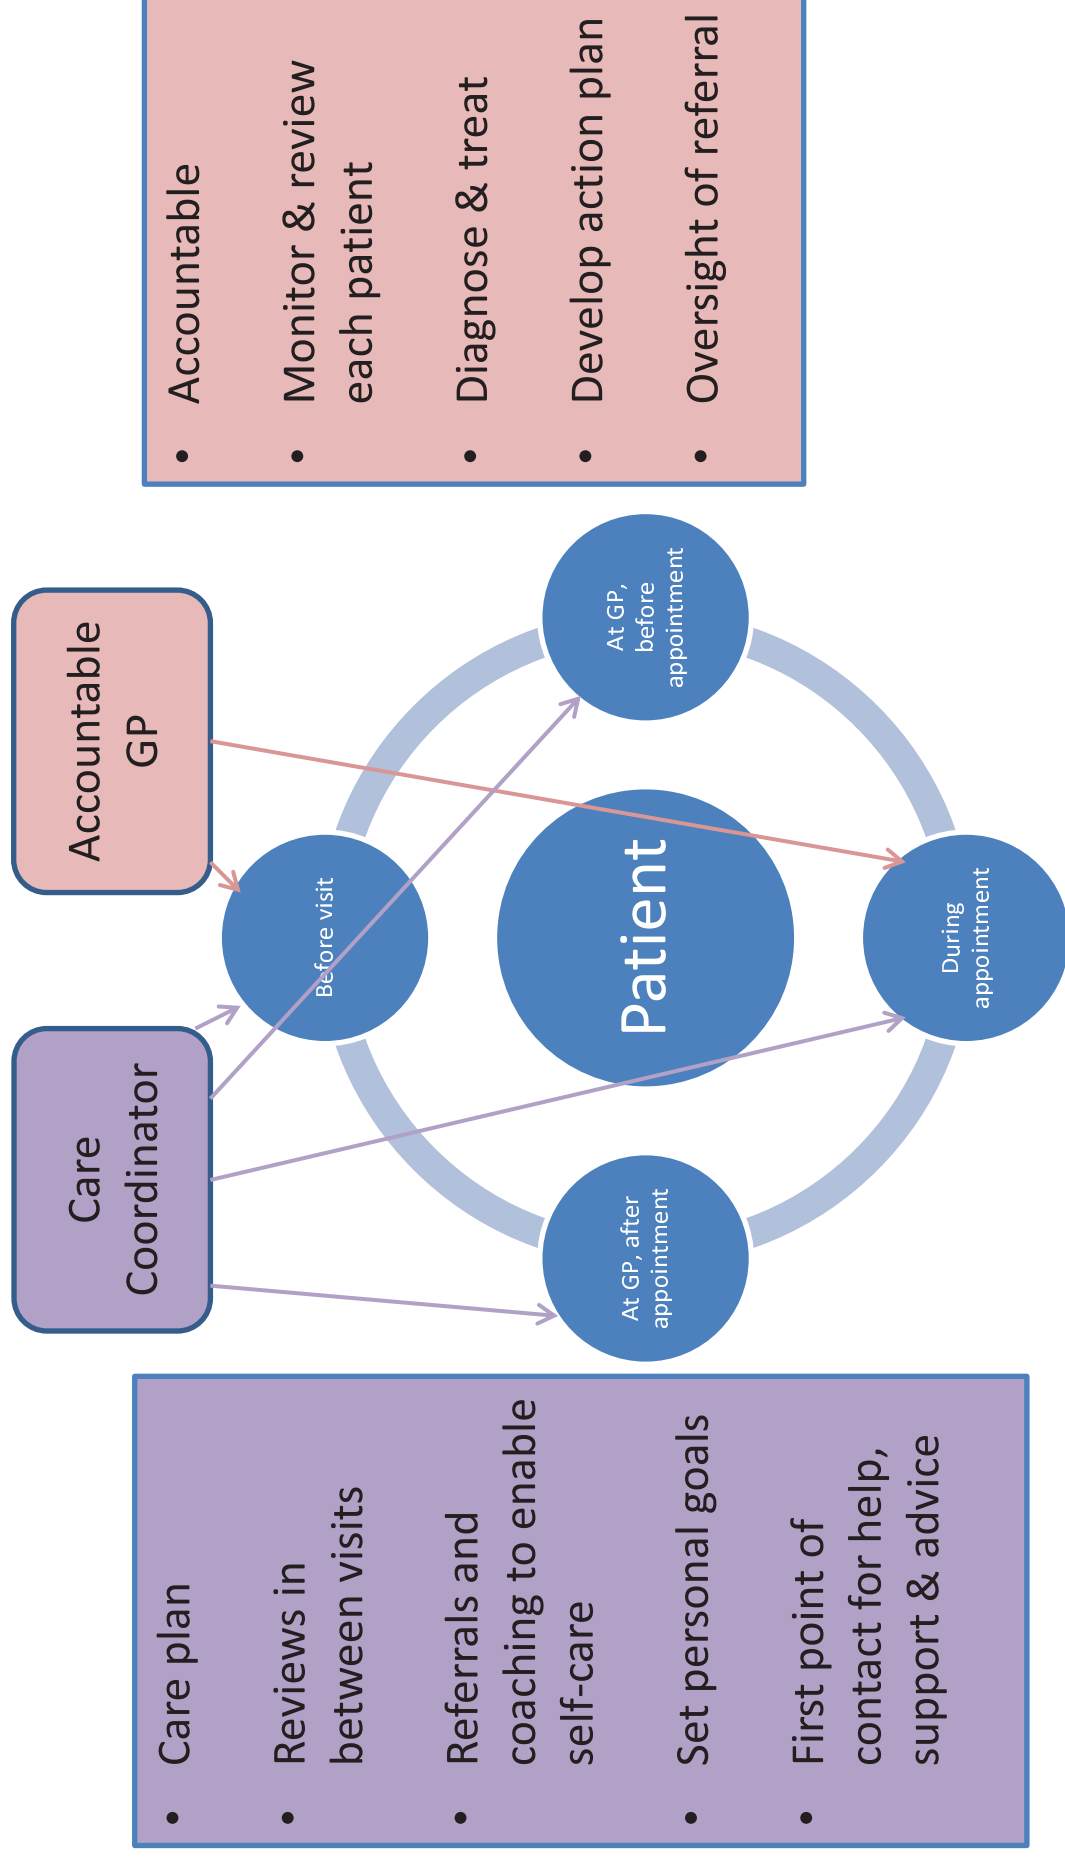 Care
Coordinator
Accountable
GP
• Care plan
• Reviews in
between visits
• Referrals and
coaching to enable
self-care
• Set personal goals
• First point of
contact for help,
support & advice
Before visit
At GP, after
appointment
Patient
At GP,
before
appointment
During
appointment
• Accountable
• Monitor & review
each patient
• Diagnose & treat
• Develop action plan
• Oversight of referral